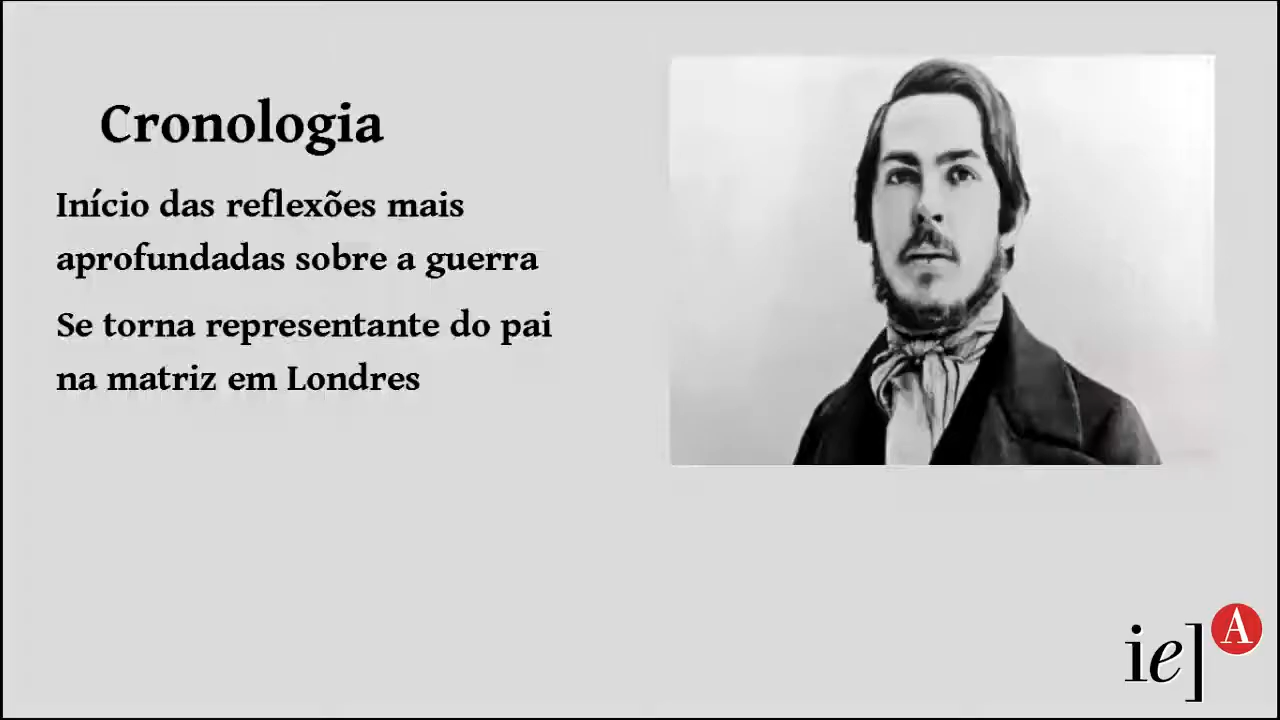 Cronologia
Início das reflexões mais
aprofundadas sobre a guerra
Se torna representante do pai
na matriz em Londres
ie] A